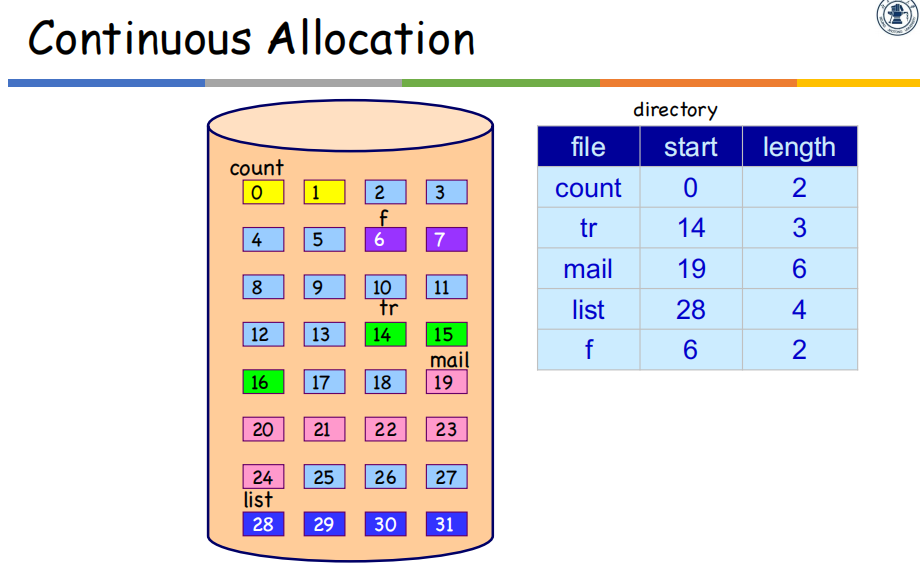 Continuous Allocation
directory
file start length
count 0 2
tr 14 3
mail 19 6
list 28 4
f 6 2
count
0 1 2 3
f
4 5 6 7
8 9 10 11
tr
12 13 14 15
mail
16 17 18 19
20 21 22 23
24 25 26 27
list
28 29 30 31